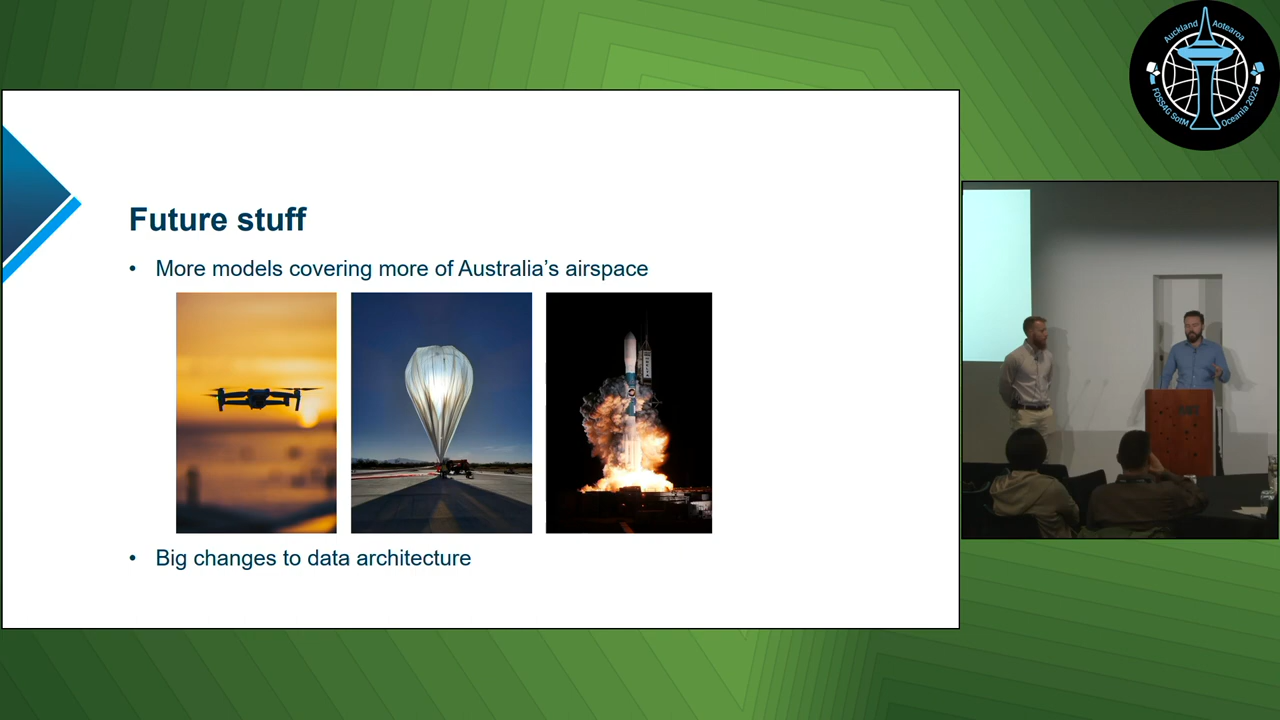 Auckland Aotearoa
FOSS4G SotM Oceania 2023
Future stuff
• More models covering more of Australia’s airspace
• Big changes to data architecture